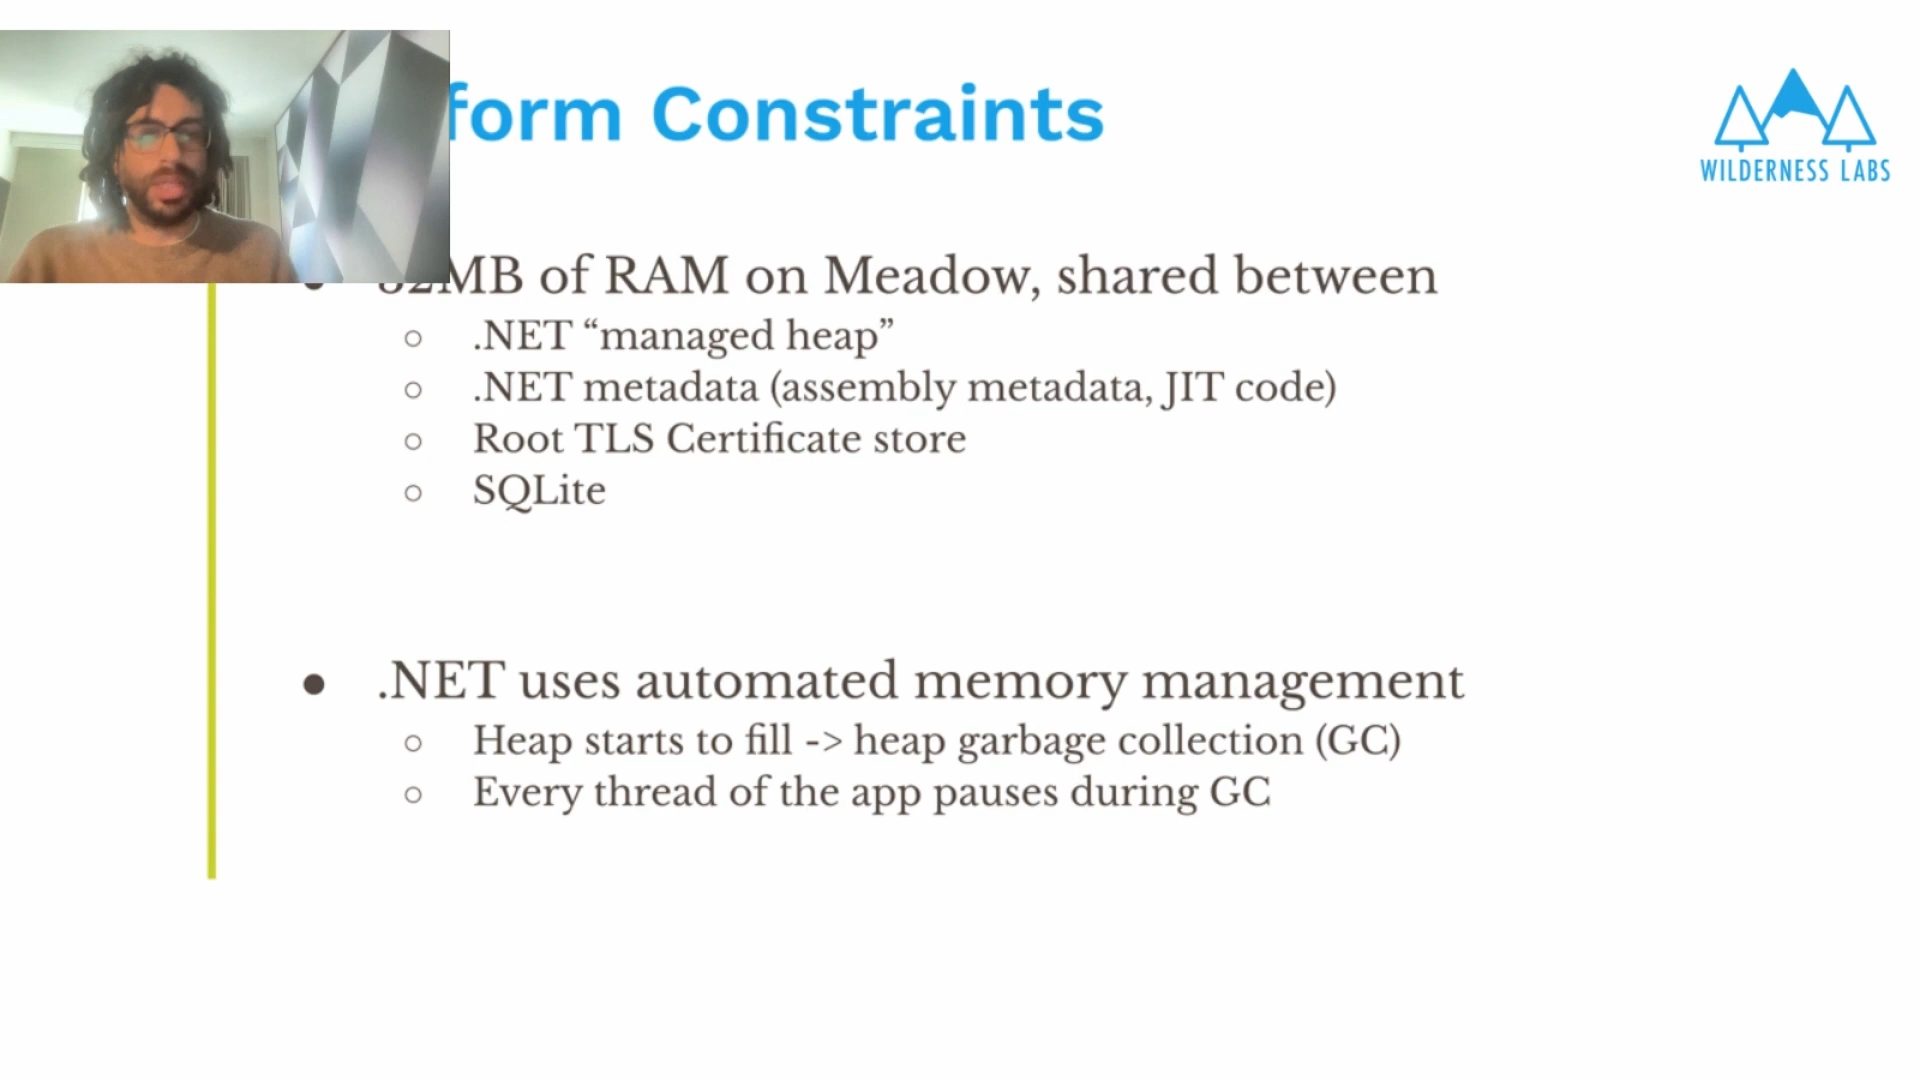 form Constraints
WILDERNESS LABS
MB of RAM on Meadow, shared between
.NET “managed heap”
.NET metadata (assembly metadata, JIT code)
Root TLS Certificate store
SQLite
.NET uses automated memory management
Heap starts to fill -> heap garbage collection (GC)
Every thread of the app pauses during GC